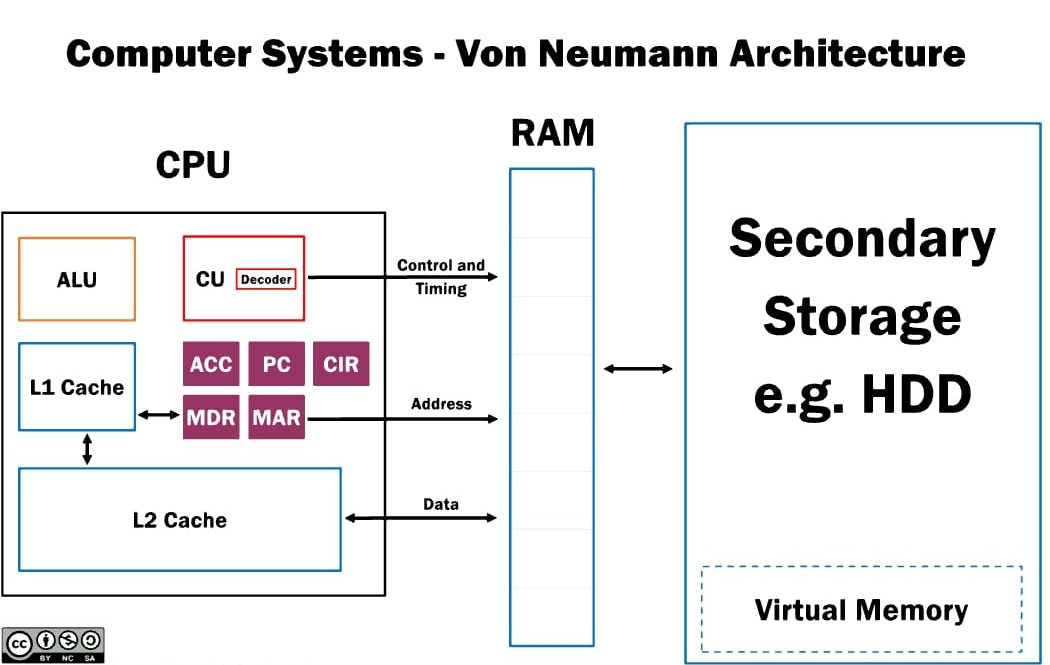 Computer Systems - Von Neumann Architecture
CPU
RAM
ALU
CU
Decoder
Control and
Timing
ACC
PC
CIR
L1 Cache
MDR
MAR
Address
L2 Cache
Data
Secondary
Storage
e.g. HDD
Virtual Memory
cc
BY NC SA